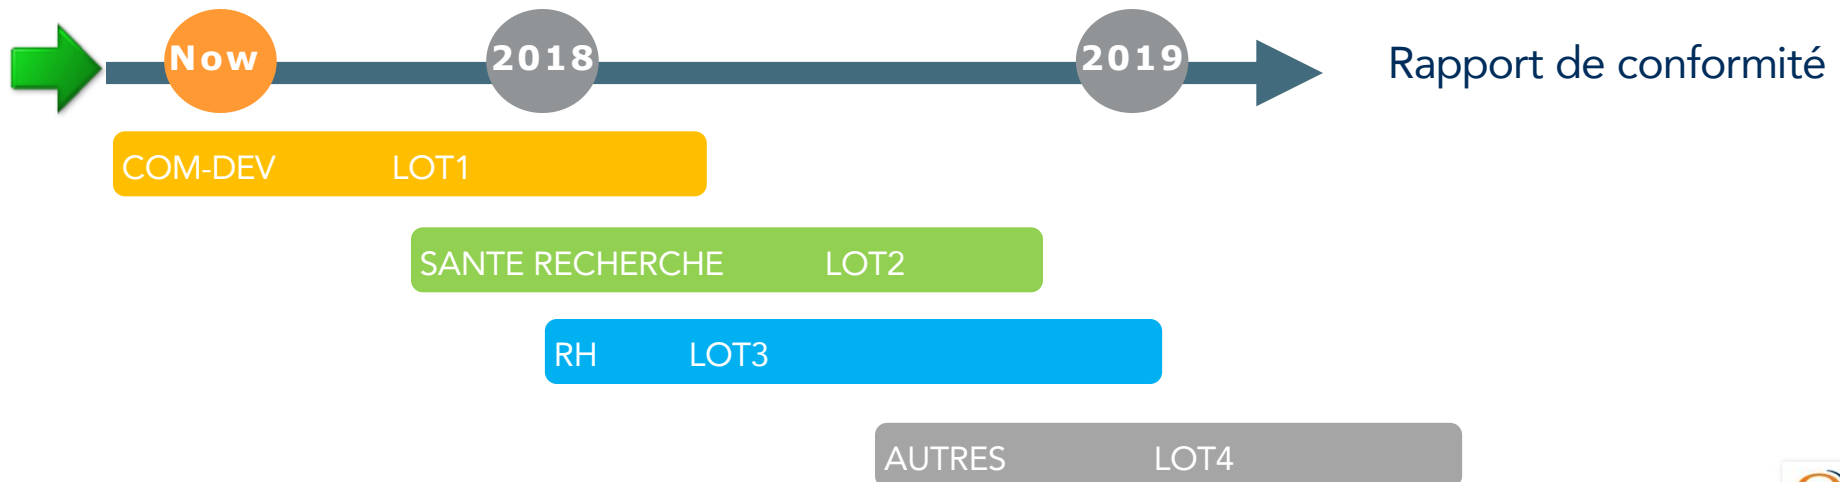 Now 2018 2019 Rapport de conformité
COM-DEV LOT1
SANTE RECHERCHE LOT2
RH LOT3
AUTRES LOT4